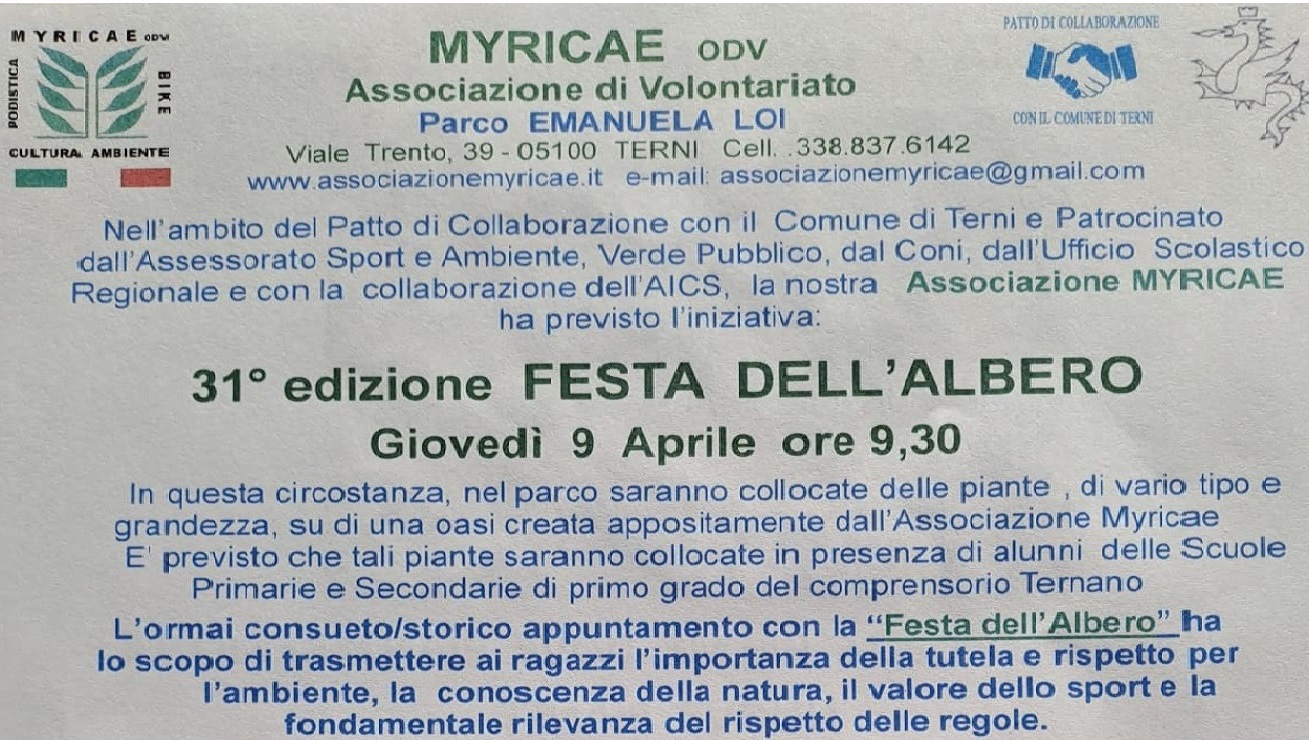 MYRICAE ODV
PODISTICA
BIKE
CULTURA AMBIENTE
MYRICAE ODV
Associazione di Volontariato
Parco EMANUELA LOI
Viale Trento, 39 - 05100 TERNI Cell. .338.837.6142
www.associazionemyricae.it e-mail: associazionemyricae@gmail.com
PATTO DI COLLABORAZIONE
CON IL COMUNE DI TERNI
Nell'ambito del Patto di Collaborazione con il Comune di Terni e Patrocinato
dall'Assessorato Sport e Ambiente, Verde Pubblico, dal Coni, dall'Ufficio Scolastico
Regionale e con la collaborazione dell'AICS, la nostra Associazione MYRICAE
ha previsto l'iniziativa:
31° edizione FESTA DELL'ALBERO
Giovedì 9 Aprile ore 9,30
In questa circostanza, nel parco saranno collocate delle piante , di vario tipo e
grandezza, su di una oasi creata appositamente dall'Associazione Myricae
E' previsto che tali piante saranno collocate in presenza di alunni delle Scuole
Primarie e Secondarie di primo grado del comprensorio Ternano
L'ormai consueto/storico appuntamento con la "Festa dell'Albero" ha
lo scopo di trasmettere ai ragazzi l'importanza della tutela e rispetto per
l'ambiente, la conoscenza della natura, il valore dello sport e la
fondamentale rilevanza del rispetto delle regole.